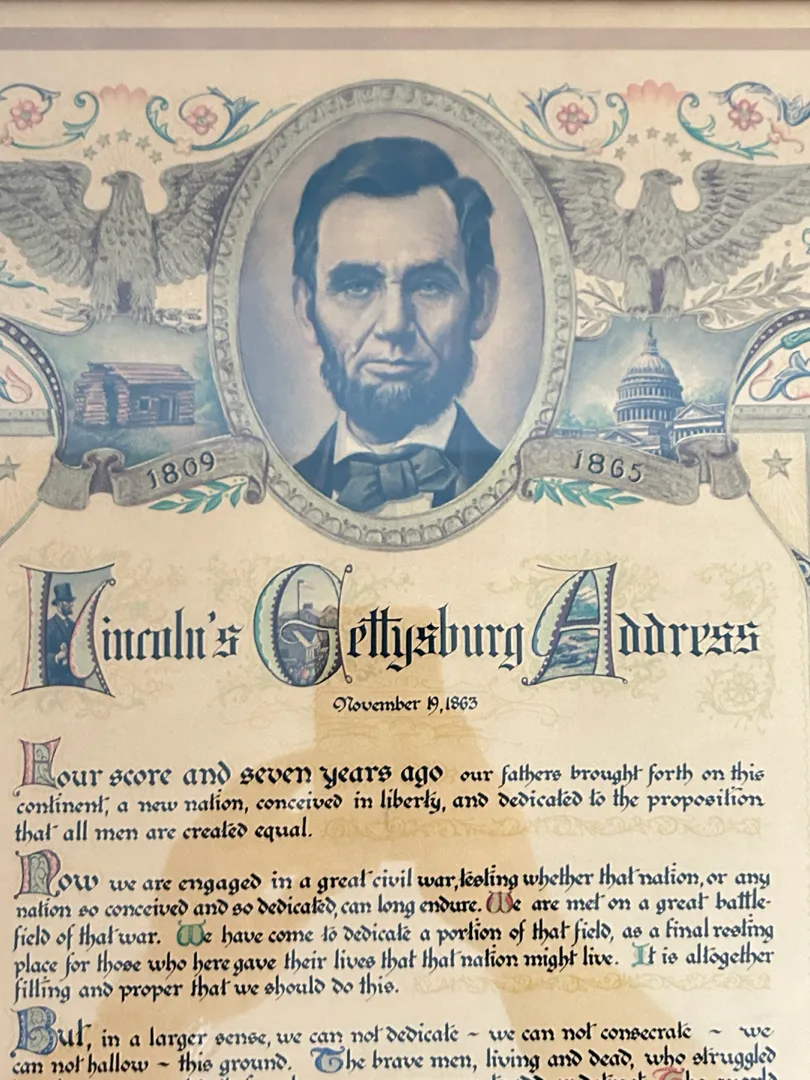 1809
1865
Lincoln's Gettysburg Address
November 19, 1863
Four score and seven years ago our fathers brought forth on this
continent, a new nation, conceived in liberty, and dedicated to the proposition
that all men are created equal.
Now we are engaged in a great civil war, testing whether that nation, or any
nation so conceived and so dedicated, can long endure. We are met on a great battle-
field of that war. We have come to dedicate a portion of that field, as a final resting
place for those who here gave their lives that that nation might live. It is altogether
fitting and proper that we should do this.
But, in a larger sense, we can not dedicate ~ we can not consecrate ~ we
can not hallow ~ this ground. The brave men, living and dead, who struggled